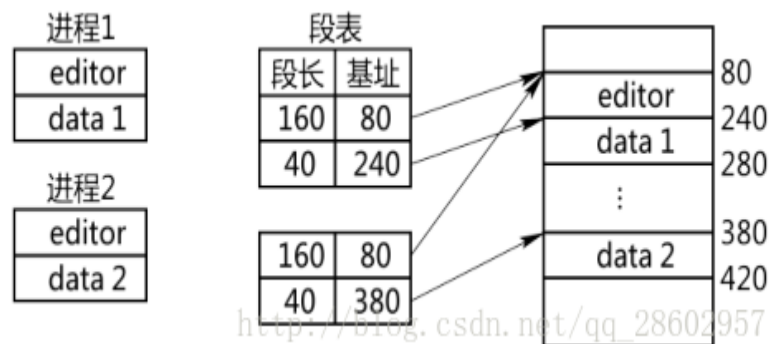 进程1
editor
data 1
进程2
editor
data 2
段表
段长 基址
160 80
40 240
160 80
40 380
80
editor
240
data 1
280
⋮
380
data 2
420
http://blog.csdn.net/qq_28602957